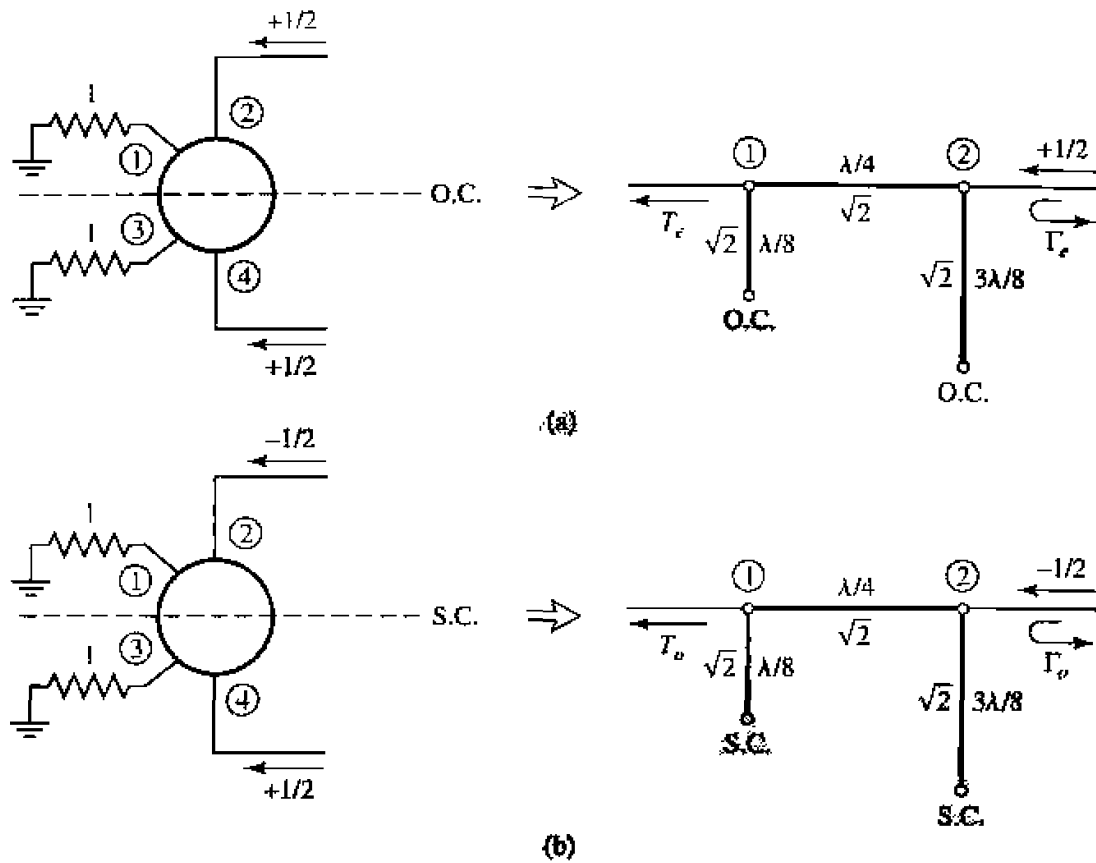 +1/2
1
②
①
O.C.
③
1
④
+1/2
①
λ/4
②
+1/2
T_e
√2
Γ_e
√2
λ/8
√2
3λ/8
O.C.
O.C.
(a)
-1/2
1
②
①
S.C.
③
1
④
+1/2
①
λ/4
②
-1/2
T_o
√2
Γ_o
√2
λ/8
√2
3λ/8
S.C.
S.C.
(b)